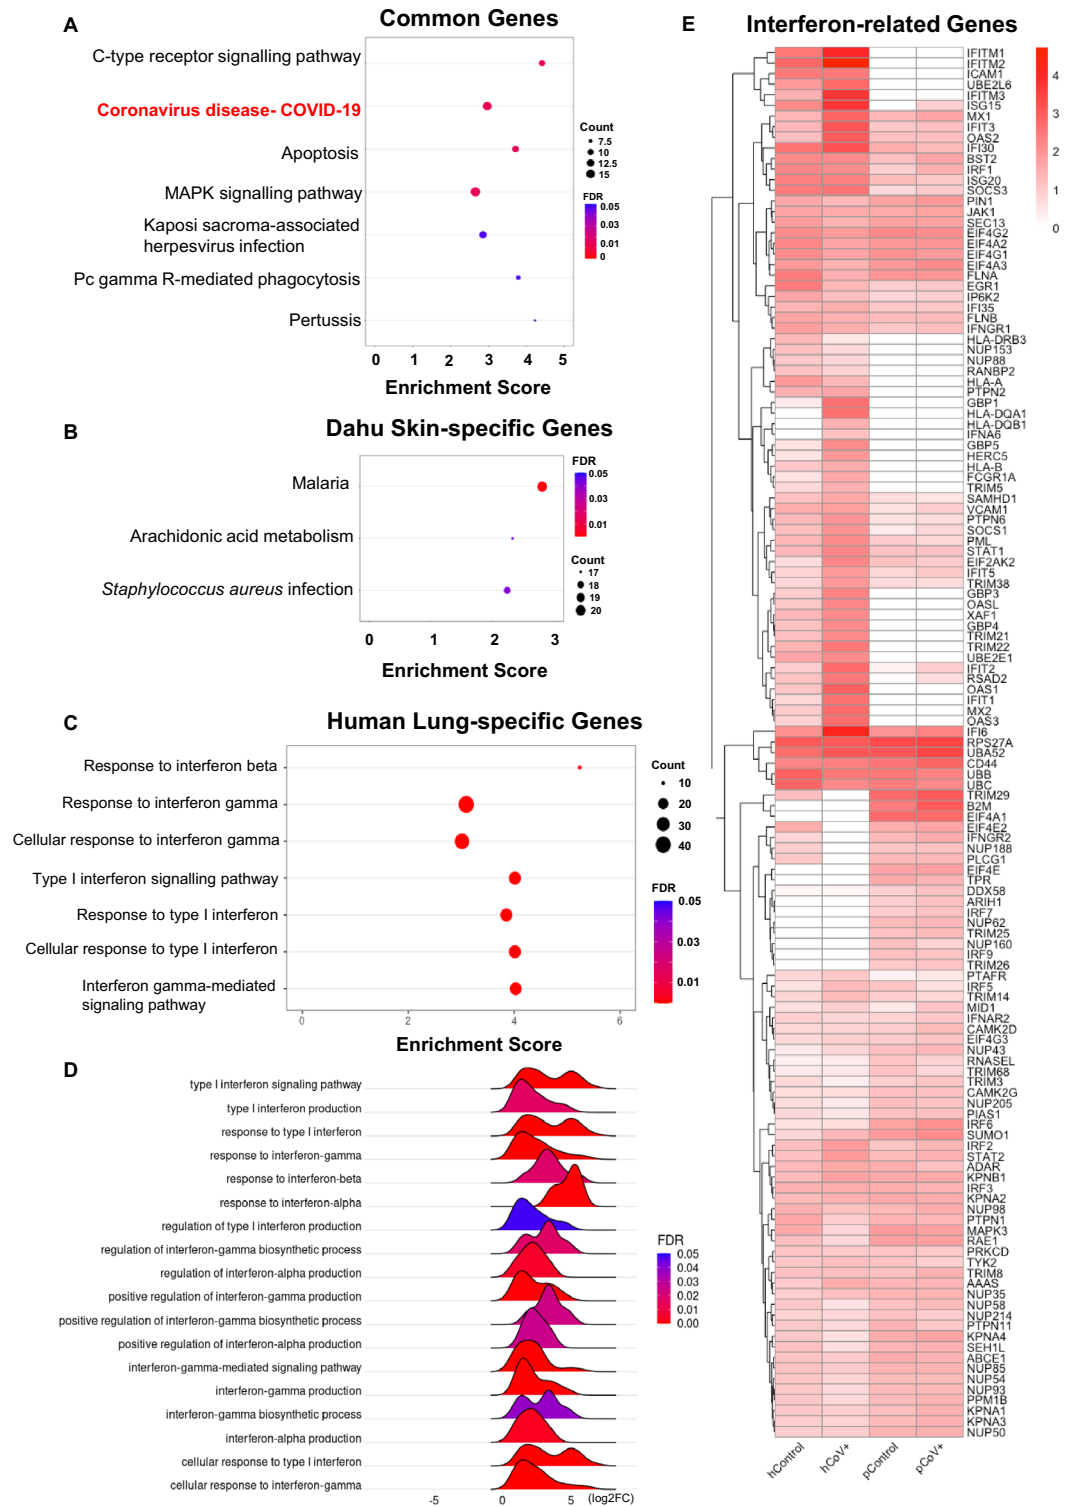 A
Common Genes
C-type receptor signalling pathway
Coronavirus disease- COVID-19
Apoptosis
MAPK signalling pathway
Kaposi sacroma-associated
herpesvirus infection
Pc gamma R-mediated phagocytosis
Pertussis
0 1 2 3 4 5
Enrichment Score
Count
7.5
10
12.5
15
FDR
0.05
0.03
0.01
0
B
Dahu Skin-specific Genes
Malaria
Arachidonic acid metabolism
Staphylococcus aureus infection
0 1 2 3
Enrichment Score
FDR
0.05
0.03
0.01
Count
17
18
19
20
C
Human Lung-specific Genes
Response to interferon beta
Response to interferon gamma
Cellular response to interferon gamma
Type I interferon signalling pathway
Response to type I interferon
Cellular response to type I interferon
Interferon gamma-mediated
signaling pathway
0 2 4 6
Enrichment Score
Count
10
20
30
40
FDR
0.05
0.03
0.01
D
type I interferon signaling pathway
type I interferon production
response to type I interferon
response to interferon-gamma
response to interferon-beta
response to interferon-alpha
regulation of type I interferon production
regulation of interferon-gamma biosynthetic process
regulation of interferon-alpha production
positive regulation of interferon-gamma production
positive regulation of interferon-gamma biosynthetic process
positive regulation of interferon-alpha production
interferon-gamma-mediated signaling pathway
interferon-gamma production
interferon-gamma biosynthetic process
interferon-alpha production
cellular response to type I interferon
cellular response to interferon-gamma
-5 0 5 (log2FC)
FDR
0.05
0.04
0.03
0.02
0.01
0.00
E
Interferon-related Genes
IFITM1
IFITM2
ICAM1
UBE2L6
IFITM3
ISG15
MX1
IFIT3
OAS2
IFI30
BST2
IRF1
ISG20
SOCS3
PIN1
JAK1
SEC13
EIF4G2
EIF4A2
EIF4G1
EIF4A3
FLNA
EGR1
IP6K2
IFI35
FLNB
IFNGR1
HLA-DRB3
NUP153
NUP88
RANBP2
HLA-A
PTPN2
GBP1
HLA-DQA1
HLA-DQB1
IFNA6
GBP5
HERC5
HLA-B
FCGR1A
TRIM5
SAMHD1
VCAM1
PTPN6
SOCS1
PML
STAT1
EIF2AK2
IFIT5
TRIM38
GBP3
OASL
XAF1
GBP4
TRIM21
TRIM22
UBE2E1
IFIT2
RSAD2
OAS1
IFIT1
MX2
OAS3
IFI6
RPS27A
UBA52
CD44
UBB
UBC
TRIM29
B2M
EIF4A1
EIF4E2
IFNGR2
NUP188
PLCG1
EIF4E
TPR
DDX58
ARIH1
IRF7
NUP62
TRIM25
NUP160
IRF9
TRIM26
PTAFR
IRF5
TRIM14
MID1
IFNAR2
CAMK2D
EIF4G3
NUP43
RNASEL
TRIM68
TRIM3
CAMK2G
NUP205
PIAS1
IRF6
SUMO1
IRF2
STAT2
ADAR
KPNB1
IRF3
KPNA2
NUP98
PTPN1
MAPK3
RAE1
PRKCD
TYK2
TRIM8
AAAS
NUP35
NUP58
NUP214
PTPN11
KPNA4
SEH1L
ABCE1
NUP85
NUP54
NUP93
PPM1B
KPNA1
KPNA3
NUP50
hControl
hCoV+
pControl
pCoV+
4
3
2
1
0